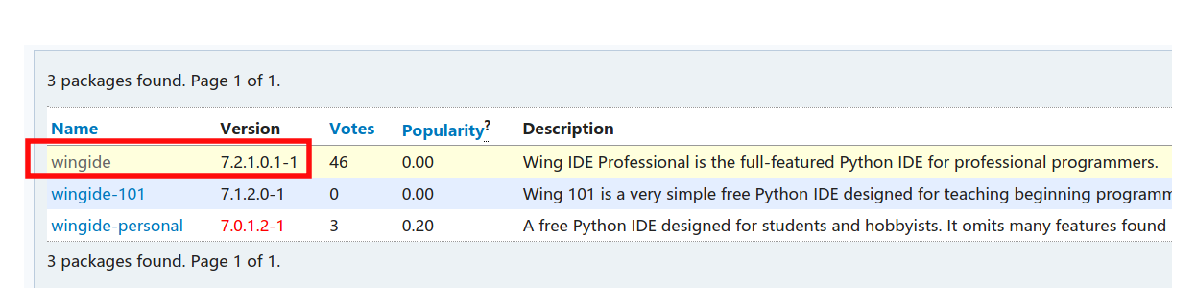 3 packages found. Page 1 of 1.
Name Version Votes Popularity? Description
wingide 7.2.1.0.1-1 46 0.00 Wing IDE Professional is the full-featured Python IDE for professional programmers.
wingide-101 7.1.2.0-1 0 0.00 Wing 101 is a very simple free Python IDE designed for teaching beginning programm
wingide-personal 7.0.1.2-1 3 0.20 A free Python IDE designed for students and hobbyists. It omits many features found
3 packages found. Page 1 of 1.